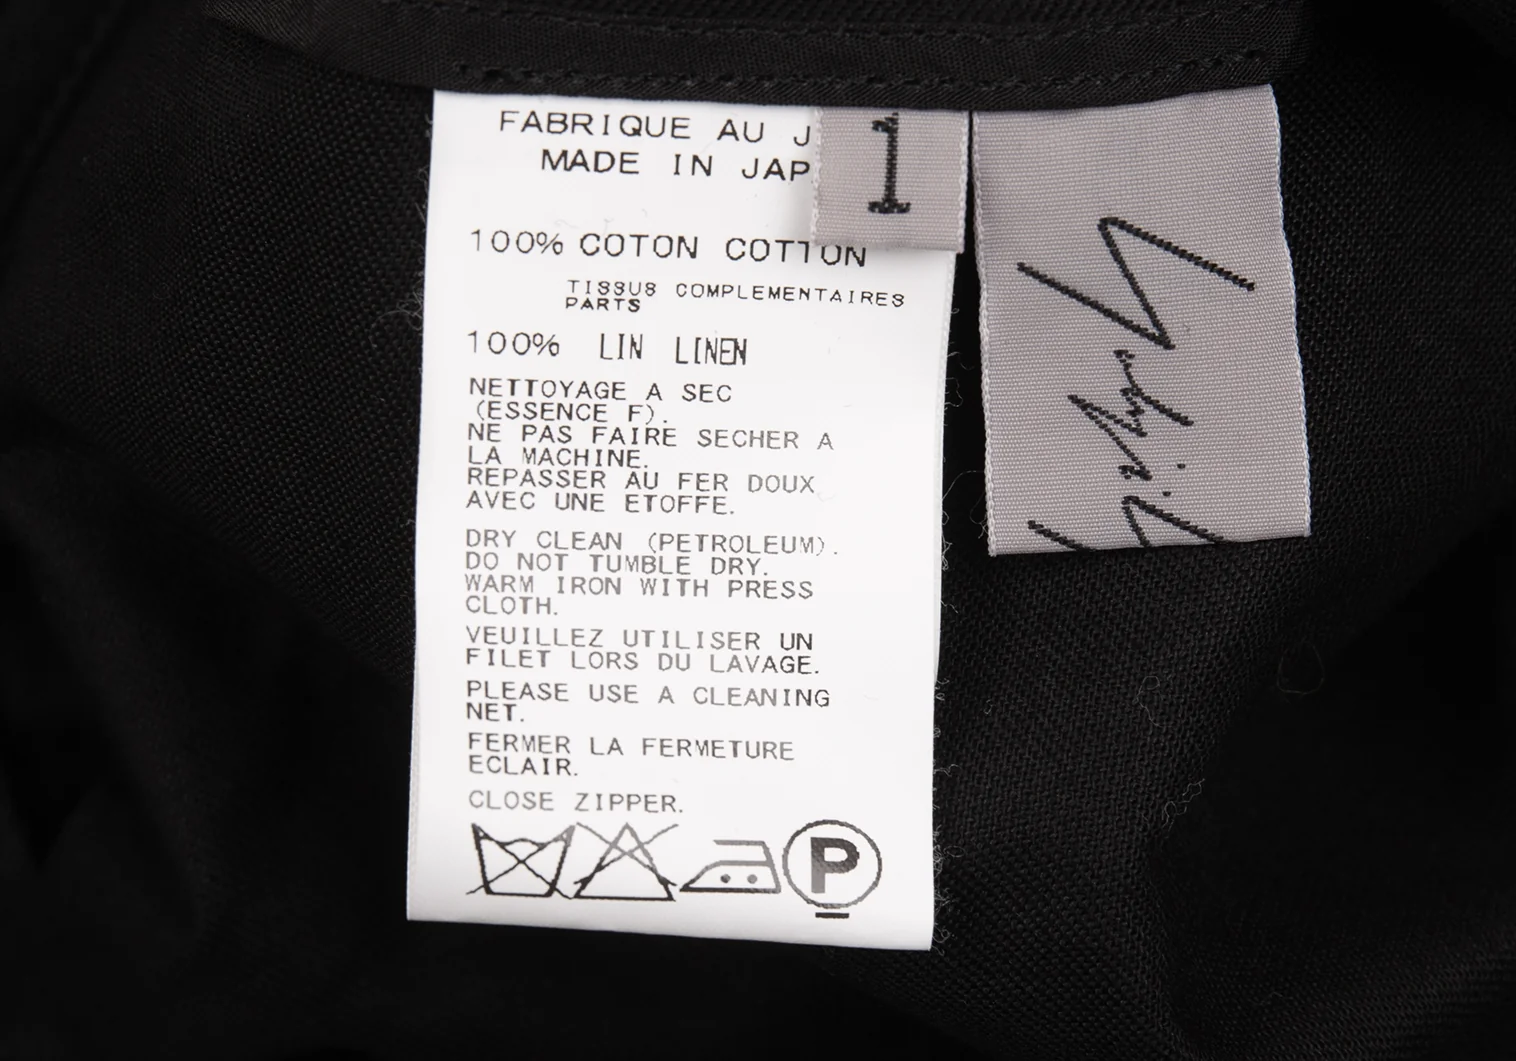 FABRIQUE AU J
MADE IN JAP
1
100% COTON COTTON
TISSUS COMPLEMENTAIRES
PARTS
100% LIN LINEN
NETTOYAGE A SEC
(ESSENCE F).
NE PAS FAIRE SECHER A
LA MACHINE.
REPASSER AU FER DOUX
AVEC UNE ETOFFE.
DRY CLEAN (PETROLEUM).
DO NOT TUMBLE DRY.
WARM IRON WITH PRESS
CLOTH.
VEUILLEZ UTILISER UN
FILET LORS DU LAVAGE.
PLEASE USE A CLEANING
NET.
FERMER LA FERMETURE
ECLAIR.
CLOSE ZIPPER.
P